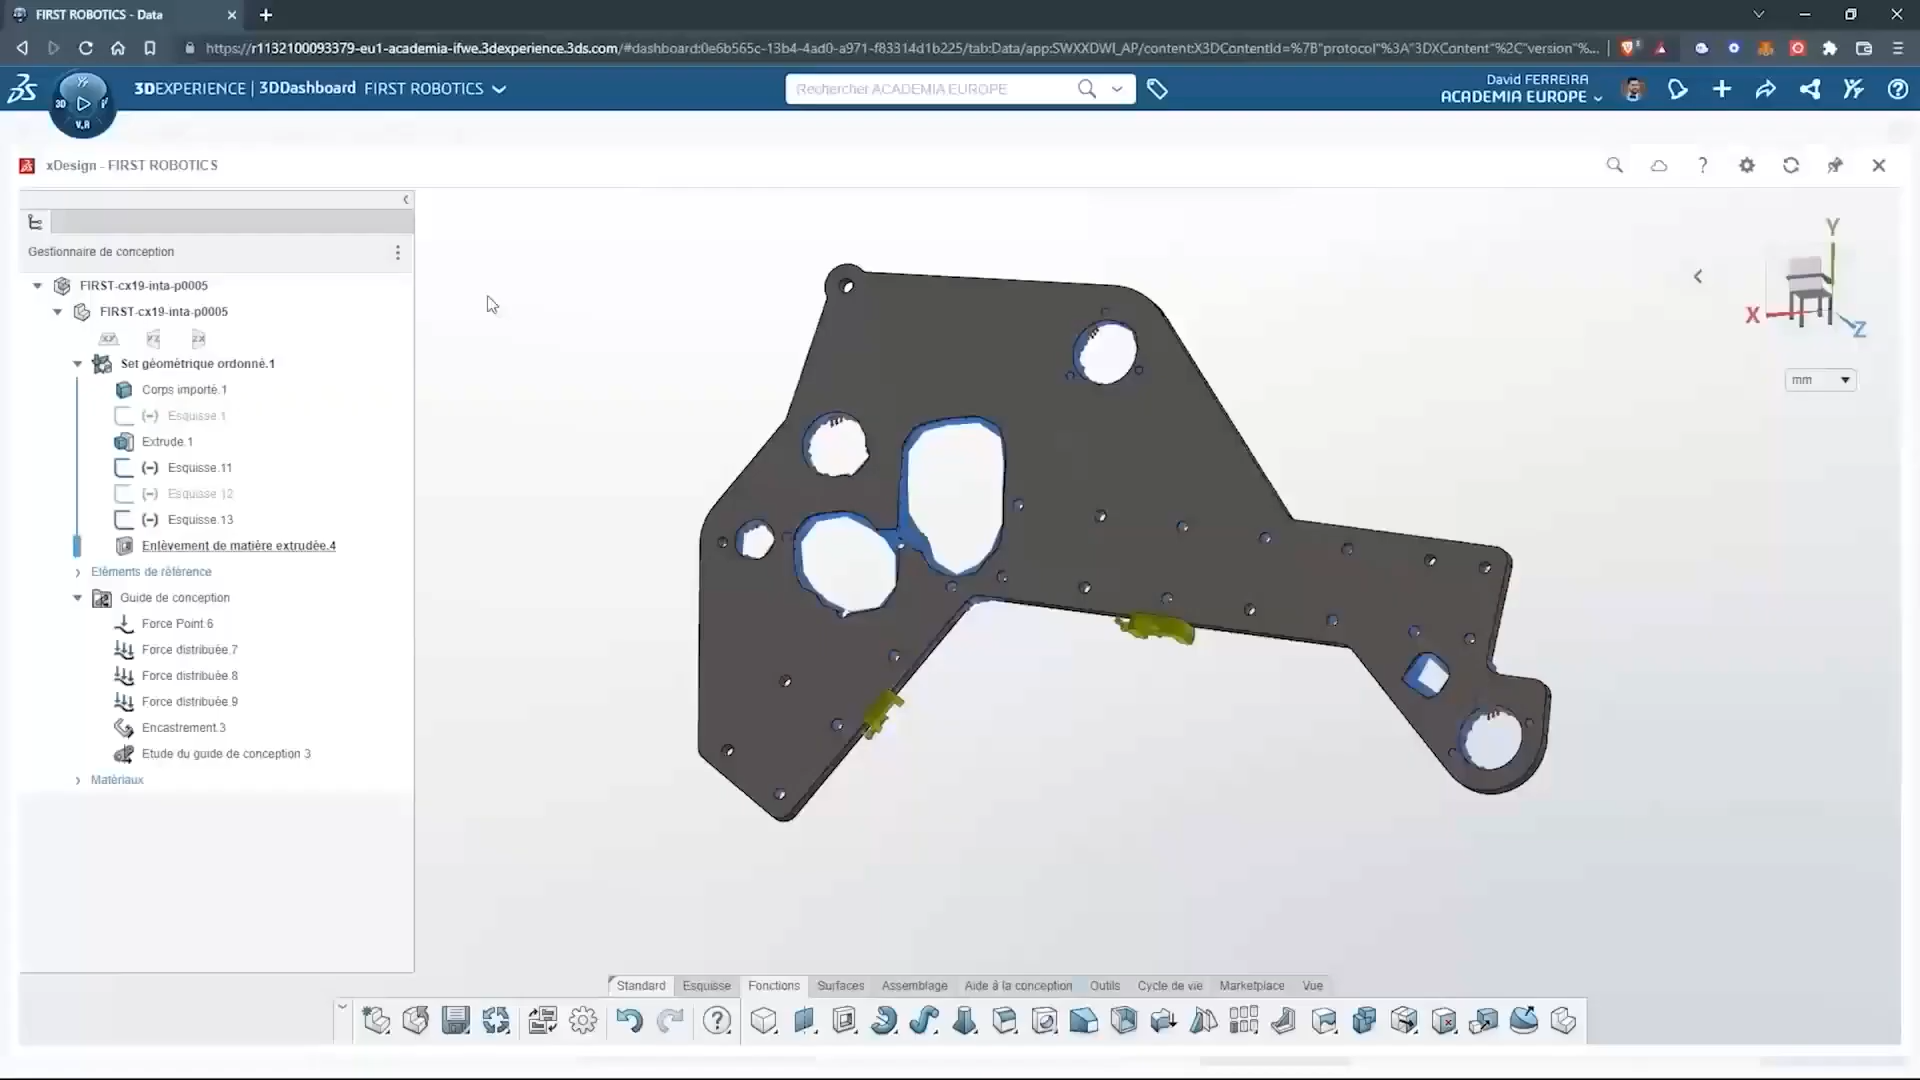 FIRST ROBOTICS - Data
https://r1132100093379-eu1-academia-ifwe.3dexperience.3ds.com/#dashboard:0e6b565c-13b4-4ad0-a971-f83314d1b225/tab:Data/app:SWXXDWI_AP/content:X3DContentId=%7B"protocol"%3A"3DXContent"%2C"version"%...
3DEXPERIENCE | 3DDashboard FIRST ROBOTICS
Rechercher ACADEMIA EUROPE
David FERREIRA
ACADEMIA EUROPE
3D
V.R
xDesign - FIRST ROBOTICS
Gestionnaire de conception
FIRST-cx19-inta-p0005
FIRST-cx19-inta-p0005
XY YZ ZX
Set géométrique ordonné.1
Corps importé.1
(-) Esquisse.1
Extrude.1
(-) Esquisse.11
(-) Esquisse.12
(-) Esquisse.13
Enlèvement de matière extrudée.4
Eléments de référence
Guide de conception
Force Point.6
Force distribuée.7
Force distribuée.8
Force distribuée.9
Encastrement.3
Etude du guide de conception 3
Matériaux
Y
X
Z
mm
Standard Esquisse Fonctions Surfaces Assemblage Aide à la conception Outils Cycle de vie Marketplace Vue